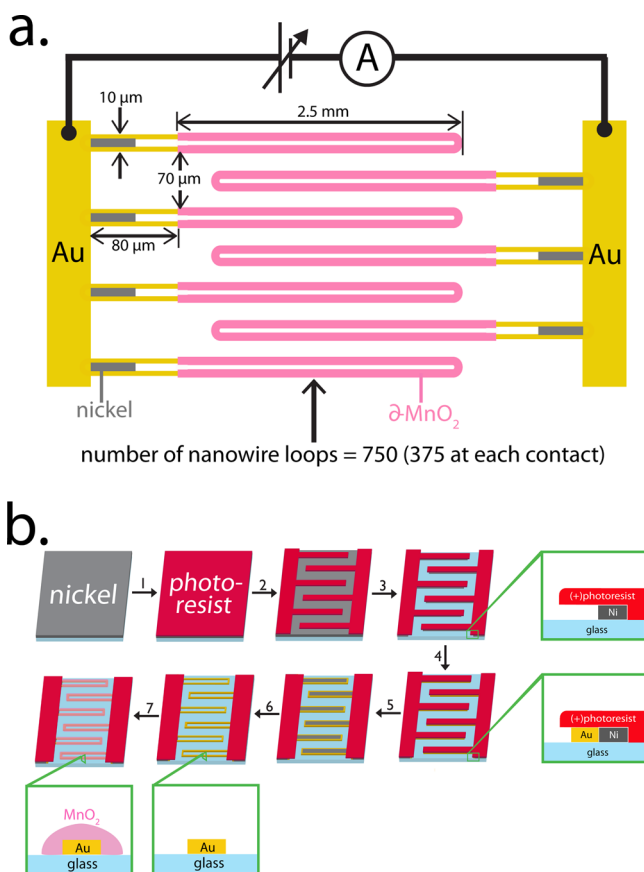 a.
A
10 µm
2.5 mm
70 µm
80 µm
Au
Au
nickel
∂-MnO2
number of nanowire loops = 750 (375 at each contact)
b.
nickel
1
photo-
resist
2
3
(+)photoresist
Ni
glass
4
7
6
5
(+)photoresist
Au
Ni
glass
MnO2
Au
glass
Au
glass